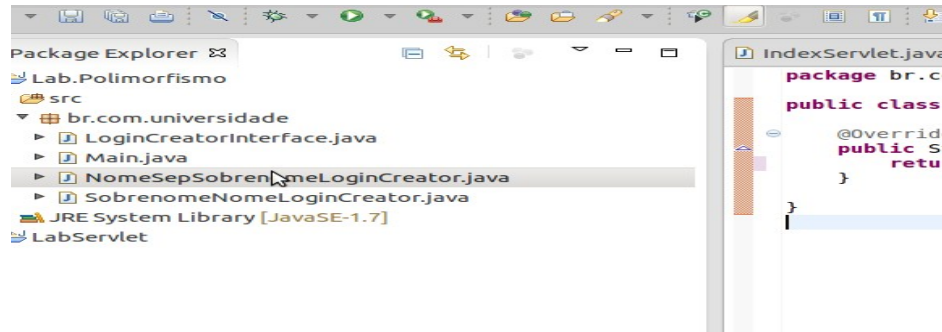 Package Explorer
Lab.Polimorfismo
src
br.com.universidade
LoginCreatorInterface.java
Main.java
NomeSepSobrenomeLoginCreator.java
SobrenomeNomeLoginCreator.java
JRE System Library [JavaSE-1.7]
LabServlet
IndexServlet.java
package br.c
public class
@Overrid
public S
retu
}
}